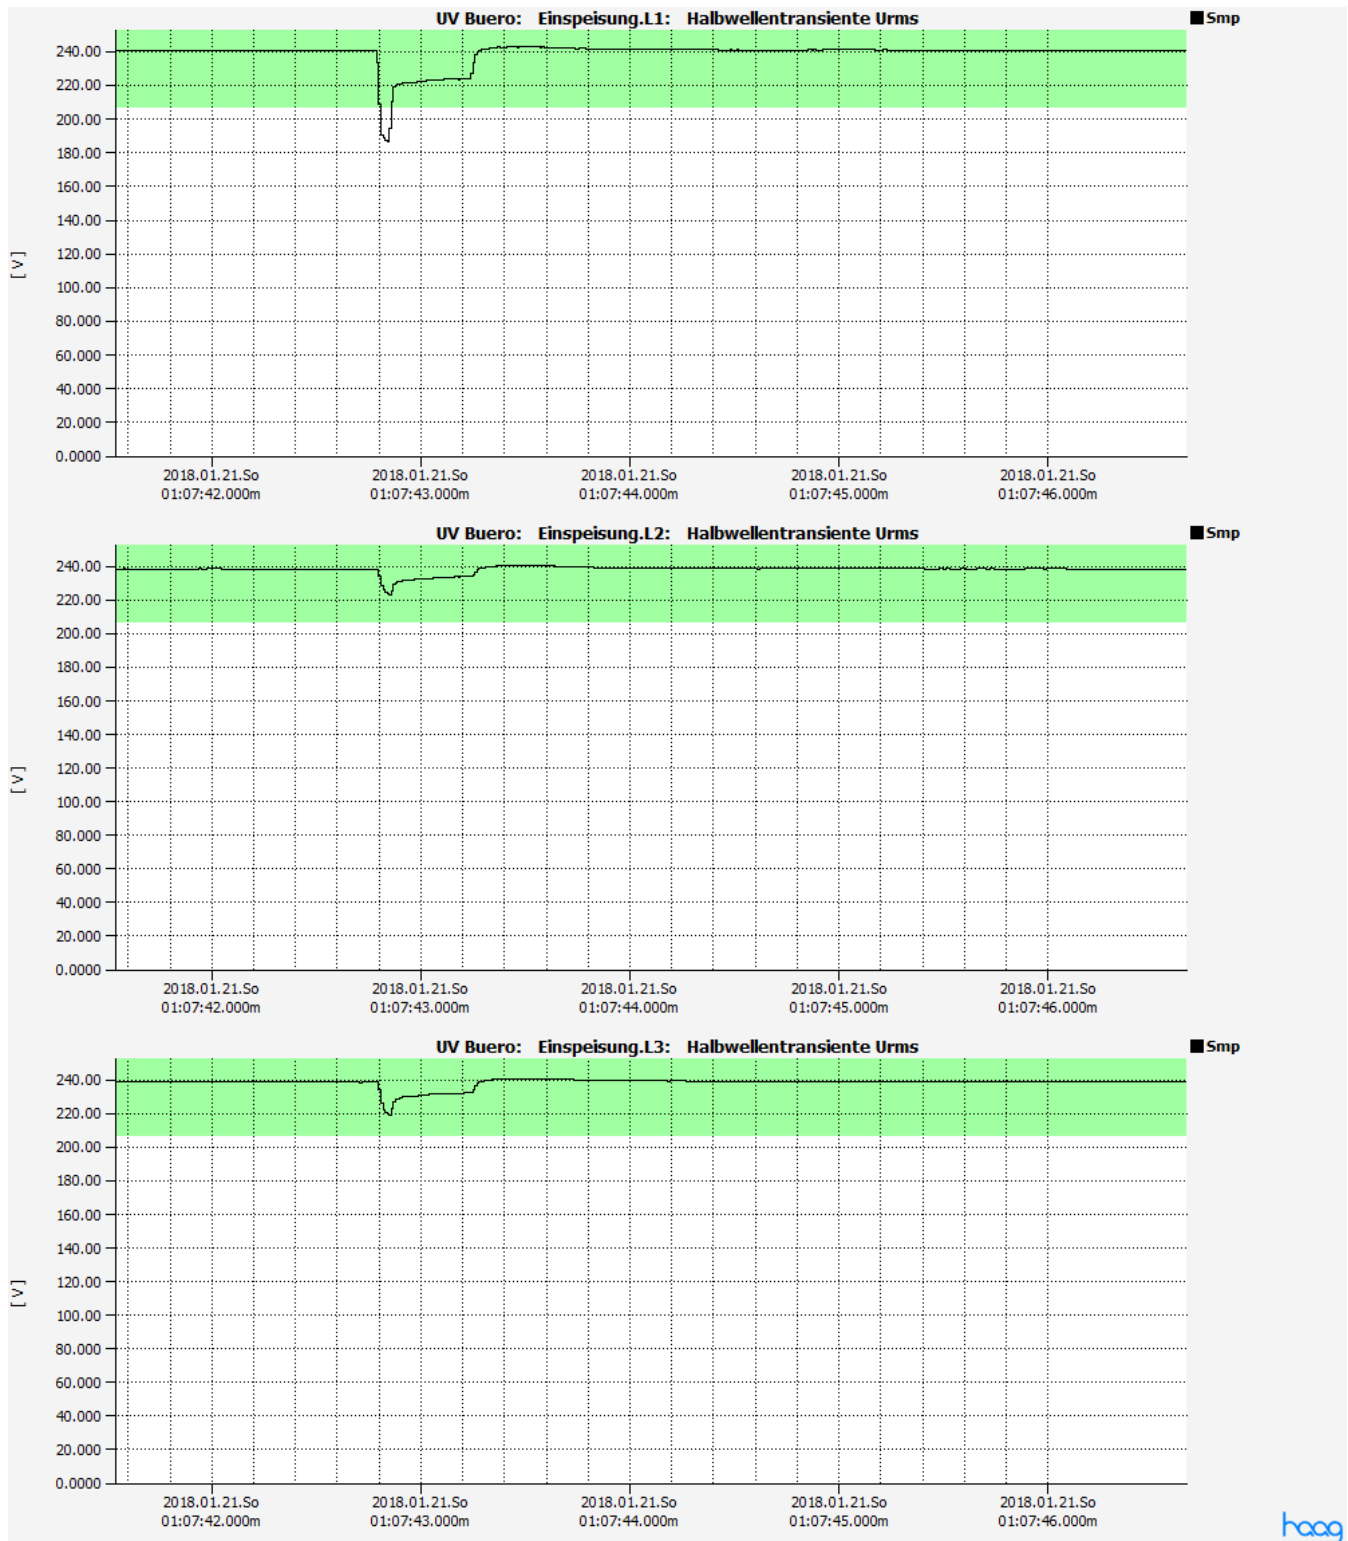 UV Buero: Einspeisung.L1: Halbwellentransiente Urms
Smp
240.00
220.00
200.00
180.00
160.00
140.00
120.00
100.00
80.000
60.000
40.000
20.000
0.0000
[ V ]
2018.01.21.So 2018.01.21.So 2018.01.21.So 2018.01.21.So 2018.01.21.So
01:07:42.000m 01:07:43.000m 01:07:44.000m 01:07:45.000m 01:07:46.000m
UV Buero: Einspeisung.L2: Halbwellentransiente Urms
Smp
240.00
220.00
200.00
180.00
160.00
140.00
120.00
100.00
80.000
60.000
40.000
20.000
0.0000
[ V ]
2018.01.21.So 2018.01.21.So 2018.01.21.So 2018.01.21.So 2018.01.21.So
01:07:42.000m 01:07:43.000m 01:07:44.000m 01:07:45.000m 01:07:46.000m
UV Buero: Einspeisung.L3: Halbwellentransiente Urms
Smp
240.00
220.00
200.00
180.00
160.00
140.00
120.00
100.00
80.000
60.000
40.000
20.000
0.0000
[ V ]
2018.01.21.So 2018.01.21.So 2018.01.21.So 2018.01.21.So 2018.01.21.So
01:07:42.000m 01:07:43.000m 01:07:44.000m 01:07:45.000m 01:07:46.000m
haag